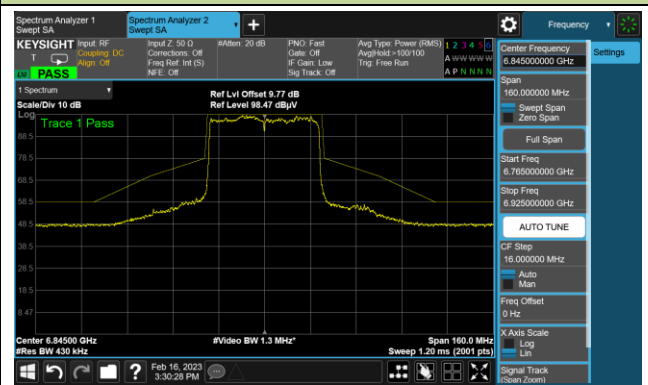 Spectrum Analyzer 1
Swept SA
Spectrum Analyzer 2
Swept SA
+
Frequency
KEYSIGHT
Input: RF
Coupling: DC
Align: Off
Input Z: 50 Ω
Corrections: Off
Freq Ref: Int (S)
NFE: Off
#Atten: 20 dB
PNO: Fast
Gate: Off
IF Gain: Low
Sig Track: Off
Avg Type: Power (RMS)
Avg|Hold:>100/100
Trig: Free Run
1 2 3 4 5 6
A W W W W W
A P N N N N
T
LXI PASS
1 Spectrum
Scale/Div 10 dB
Ref Lvl Offset 9.77 dB
Ref Level 98.47 dBµV
Log
Trace 1 Pass
88.5
78.5
68.5
58.5
48.5
38.5
28.5
18.5
8.47
Center 6.84500 GHz
#Res BW 430 kHz
#Video BW 1.3 MHz*
Span 160.0 MHz
Sweep 1.20 ms (2001 pts)
Feb 16, 2023
3:30:28 PM
?
Center Frequency
6.845000000 GHz
Settings
Span
160.000000 MHz
Swept Span
Zero Span
Full Span
Start Freq
6.765000000 GHz
Stop Freq
6.925000000 GHz
AUTO TUNE
CF Step
16.000000 MHz
Auto
Man
Freq Offset
0 Hz
X Axis Scale
Log
Lin
Signal Track
(Span Zoom)